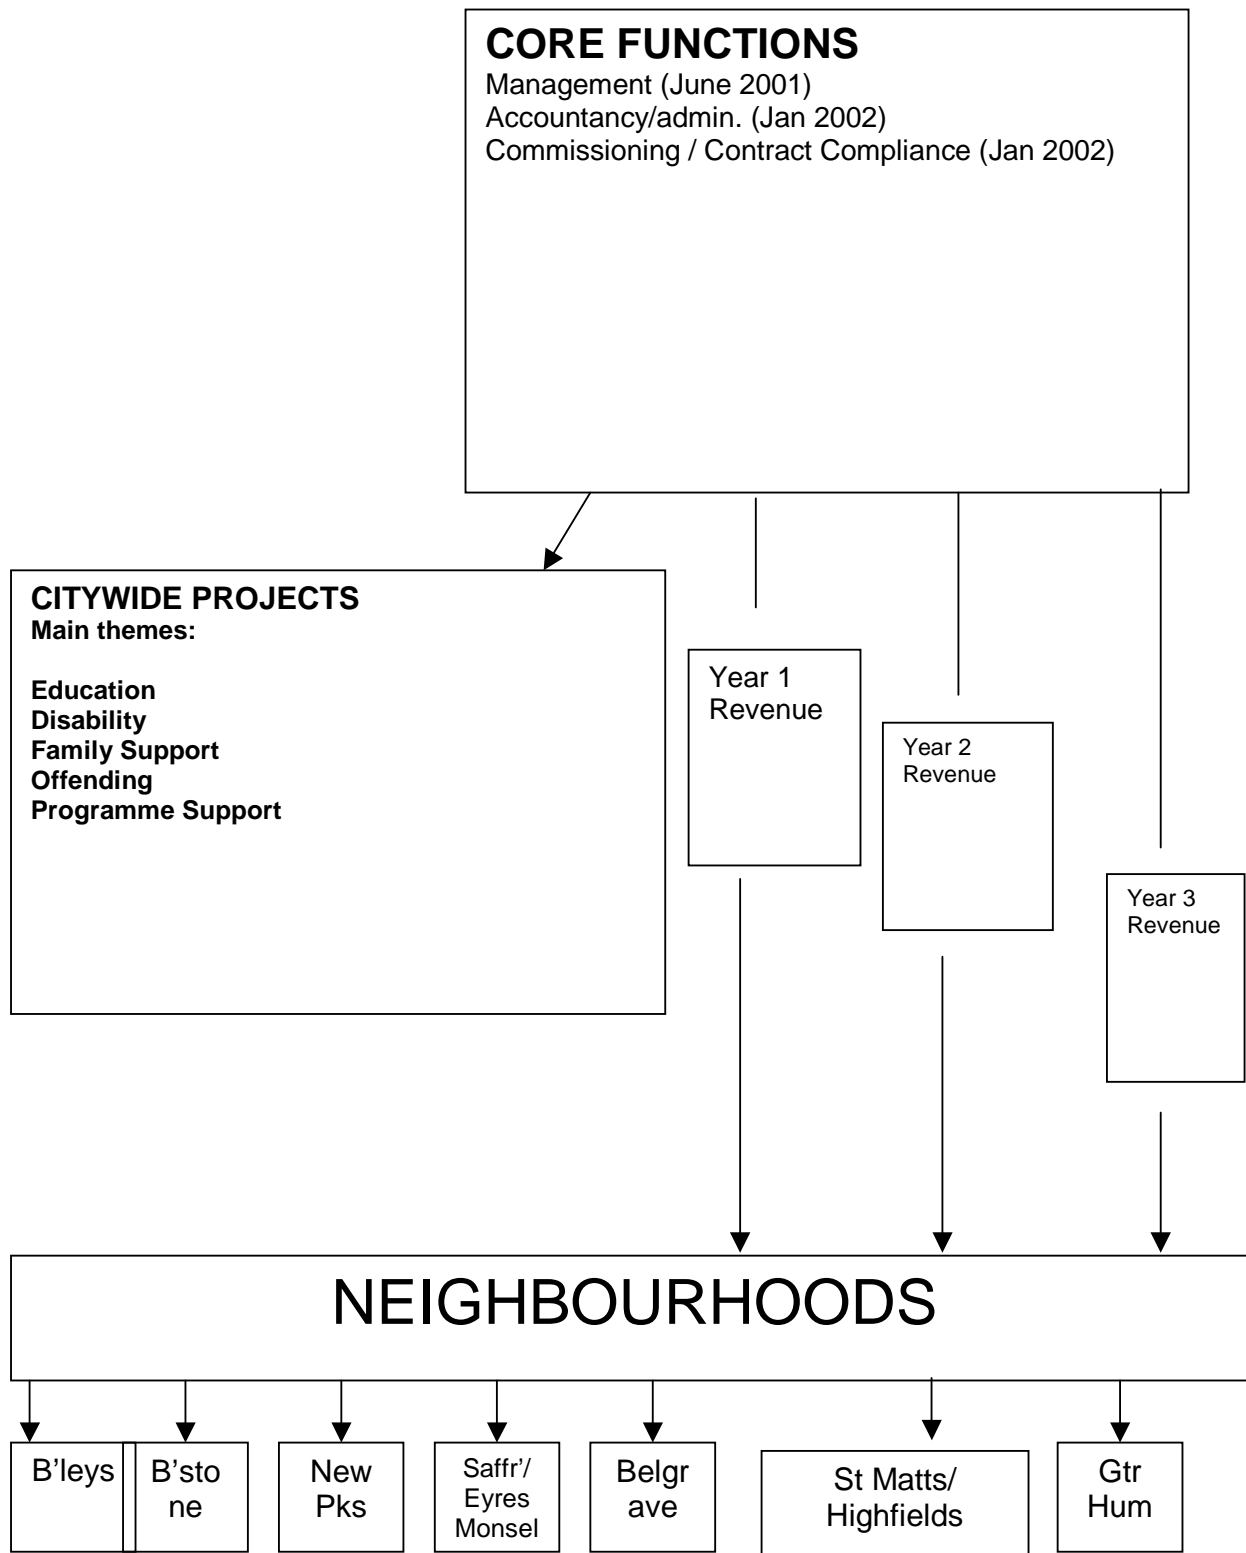 CORE FUNCTIONS
Management (June 2001)
Accountancy/admin. (Jan 2002)
Commissioning / Contract Compliance (Jan 2002)
CITYWIDE PROJECTS
Main themes:
Education
Disability
Family Support
Offending
Programme Support
Year 1
Revenue
Year 2
Revenue
Year 3
Revenue
NEIGHBOURHOODS
B'leys
B'sto
ne
New
Pks
Saffr'/
Eyres
Monsel
Belgr
ave
St Matts/
Highfields
Gtr
Hum